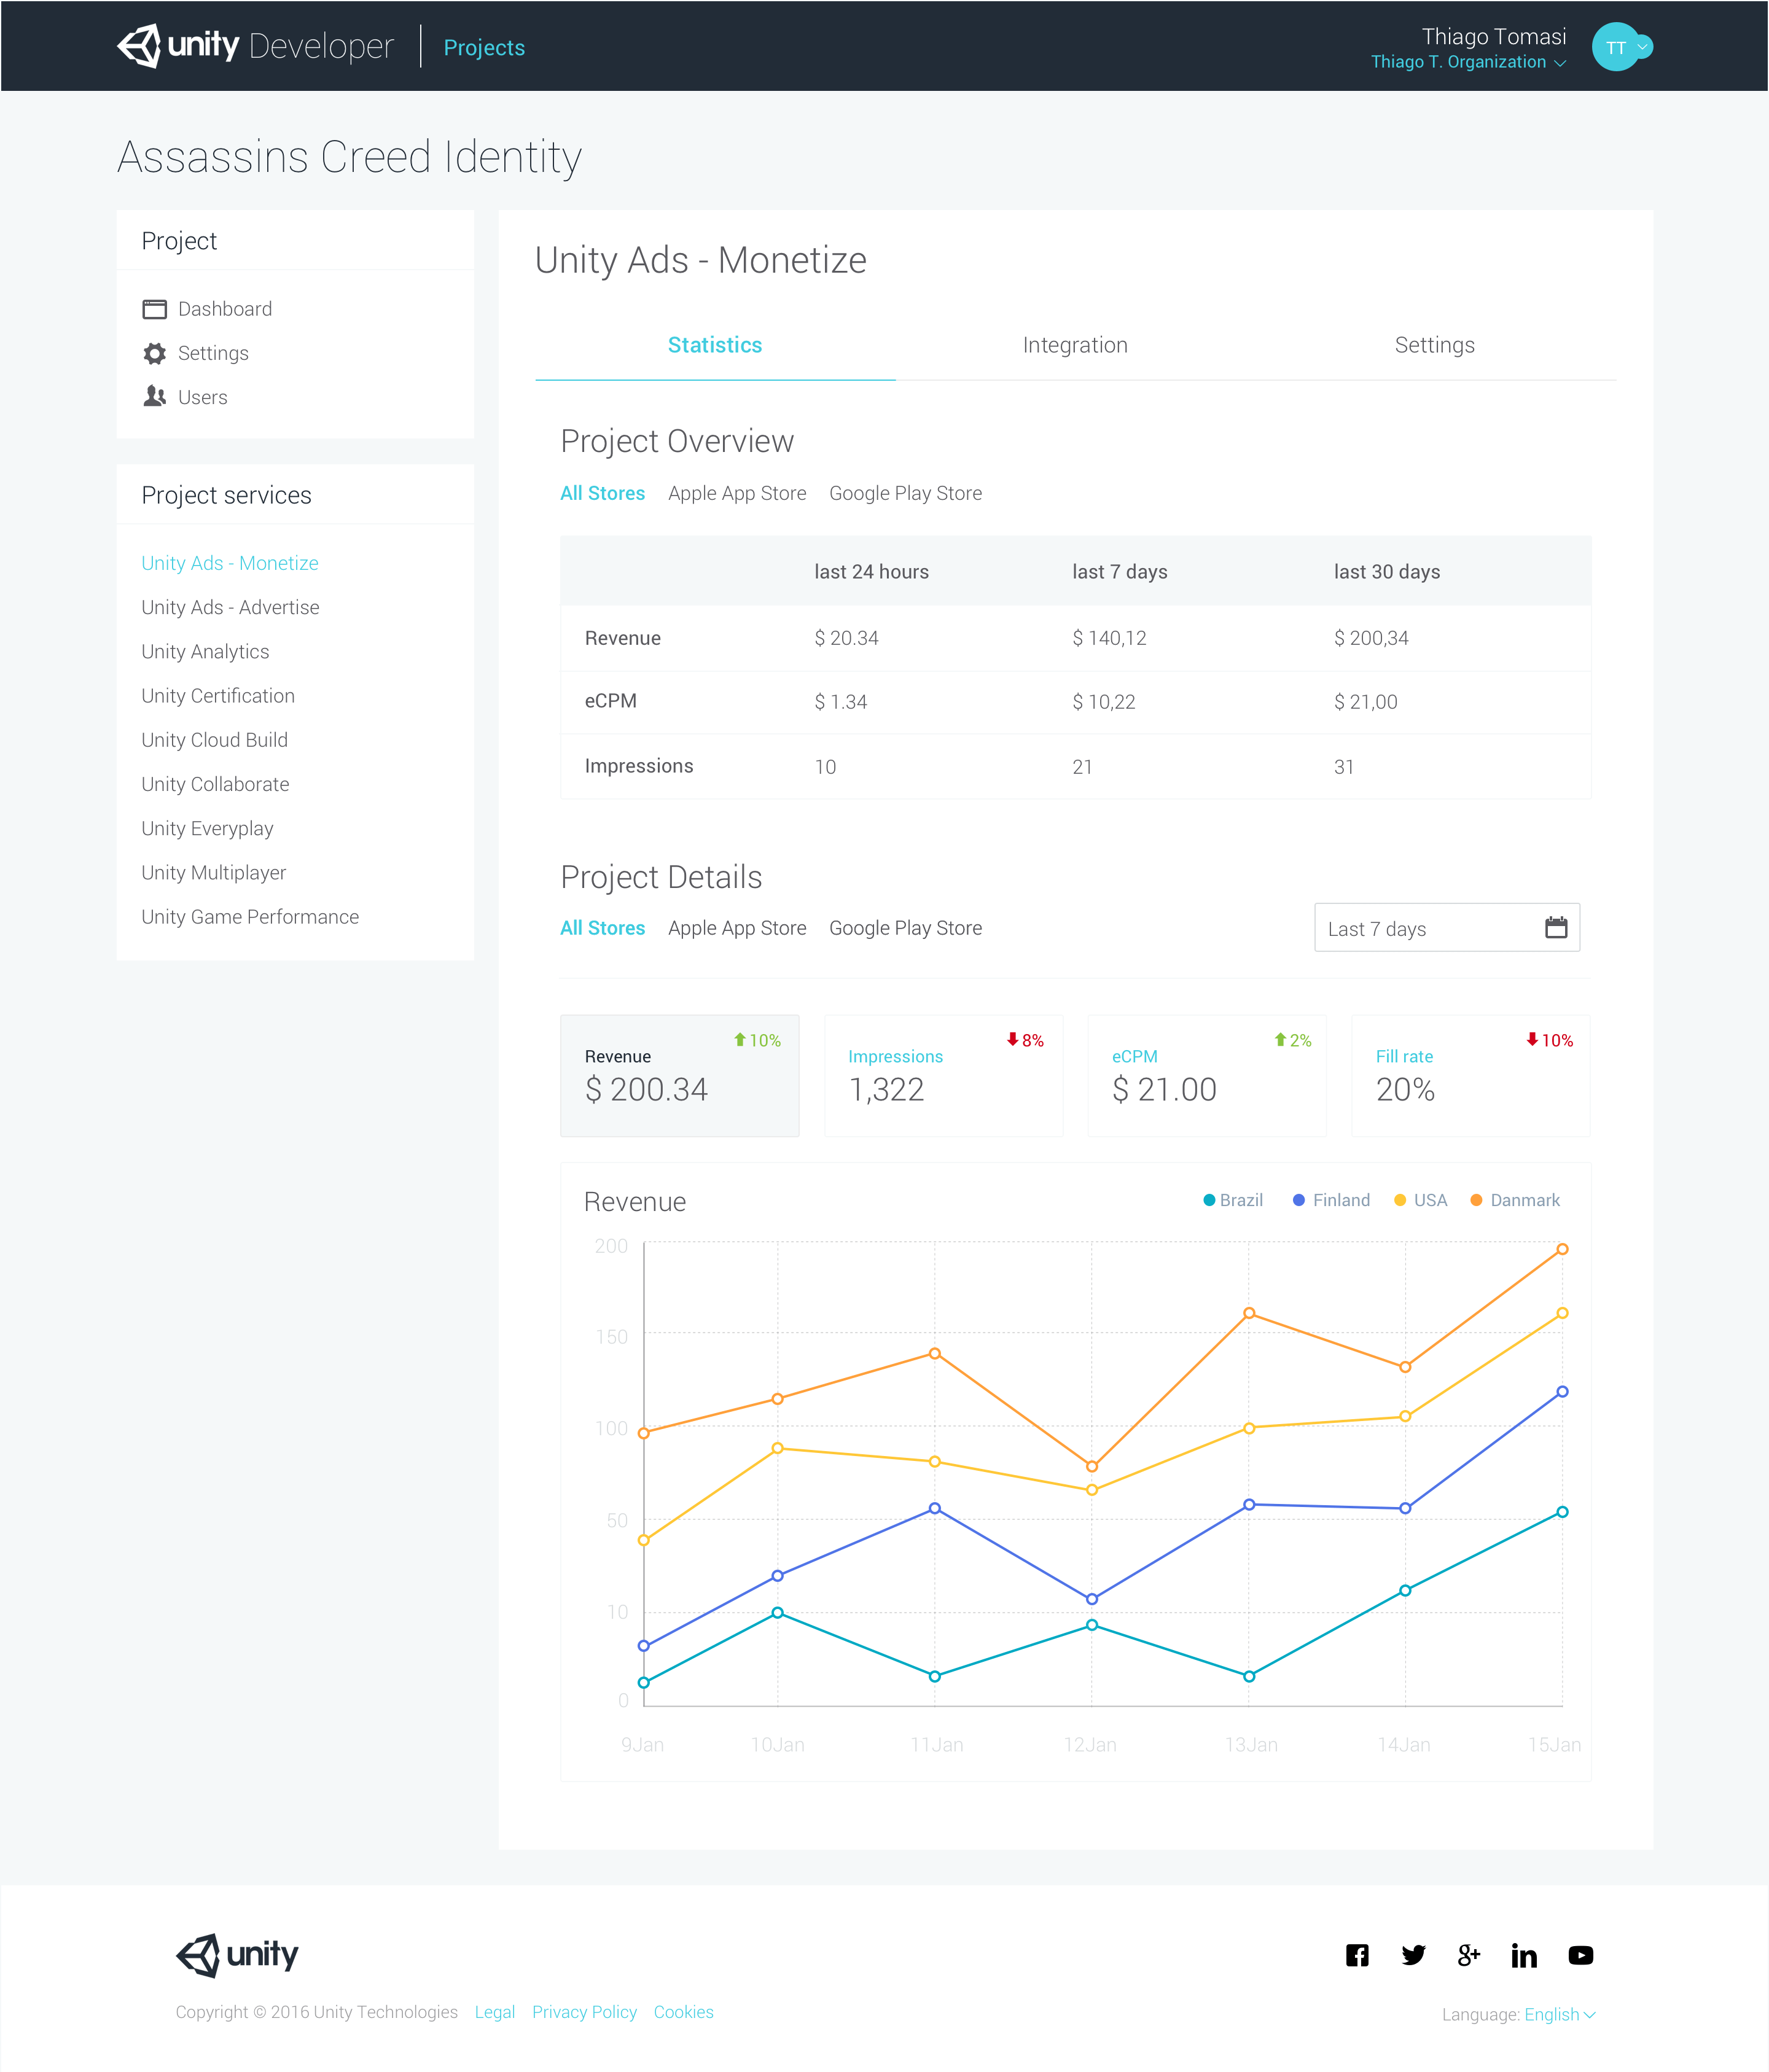 unity Developer Projects
Thiago Tomasi
Thiago T. Organization
TT
Assassins Creed Identity
Project
Dashboard
Settings
Users
Project services
Unity Ads - Monetize
Unity Ads - Advertise
Unity Analytics
Unity Certification
Unity Cloud Build
Unity Collaborate
Unity Everyplay
Unity Multiplayer
Unity Game Performance
Unity Ads - Monetize
Statistics Integration Settings
Project Overview
All Stores Apple App Store Google Play Store
last 24 hours last 7 days last 30 days
Revenue $ 20.34 $ 140,12 $ 200,34
eCPM $ 1.34 $ 10,22 $ 21,00
Impressions 10 21 31
Project Details
All Stores Apple App Store Google Play Store
Last 7 days
10%
Revenue
$ 200.34
8%
Impressions
1,322
2%
eCPM
$ 21.00
10%
Fill rate
20%
Revenue
Brazil Finland USA Danmark
200
150
100
50
10
0
9Jan 10Jan 11Jan 12Jan 13Jan 14Jan 15Jan
unity
Copyright © 2016 Unity Technologies Legal Privacy Policy Cookies
Language: English